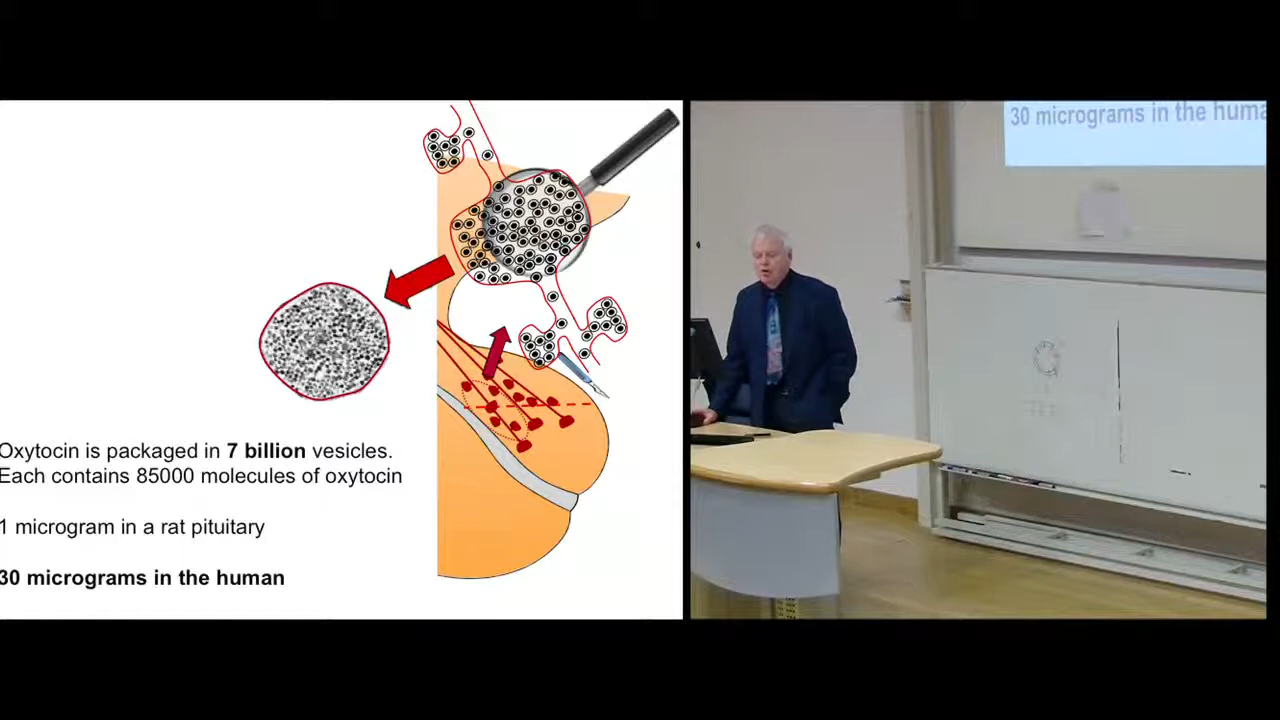 Oxytocin is packaged in 7 billion vesicles.
Each contains 85000 molecules of oxytocin
1 microgram in a rat pituitary
30 micrograms in the human
30 micrograms in the huma